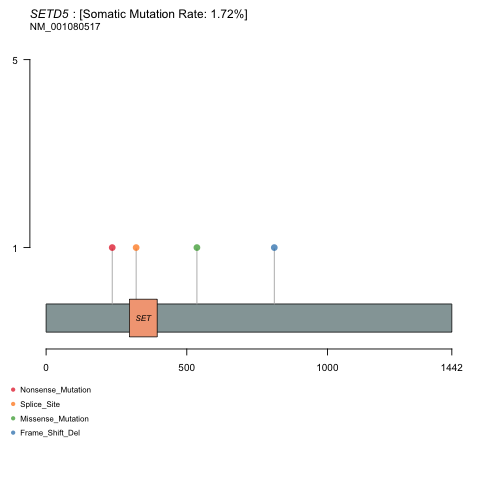 SETD5 : [Somatic Mutation Rate: 1.72%]
NM_001080517
5
1
SET
0 500 1000 1442
Nonsense_Mutation
Splice_Site
Missense_Mutation
Frame_Shift_Del